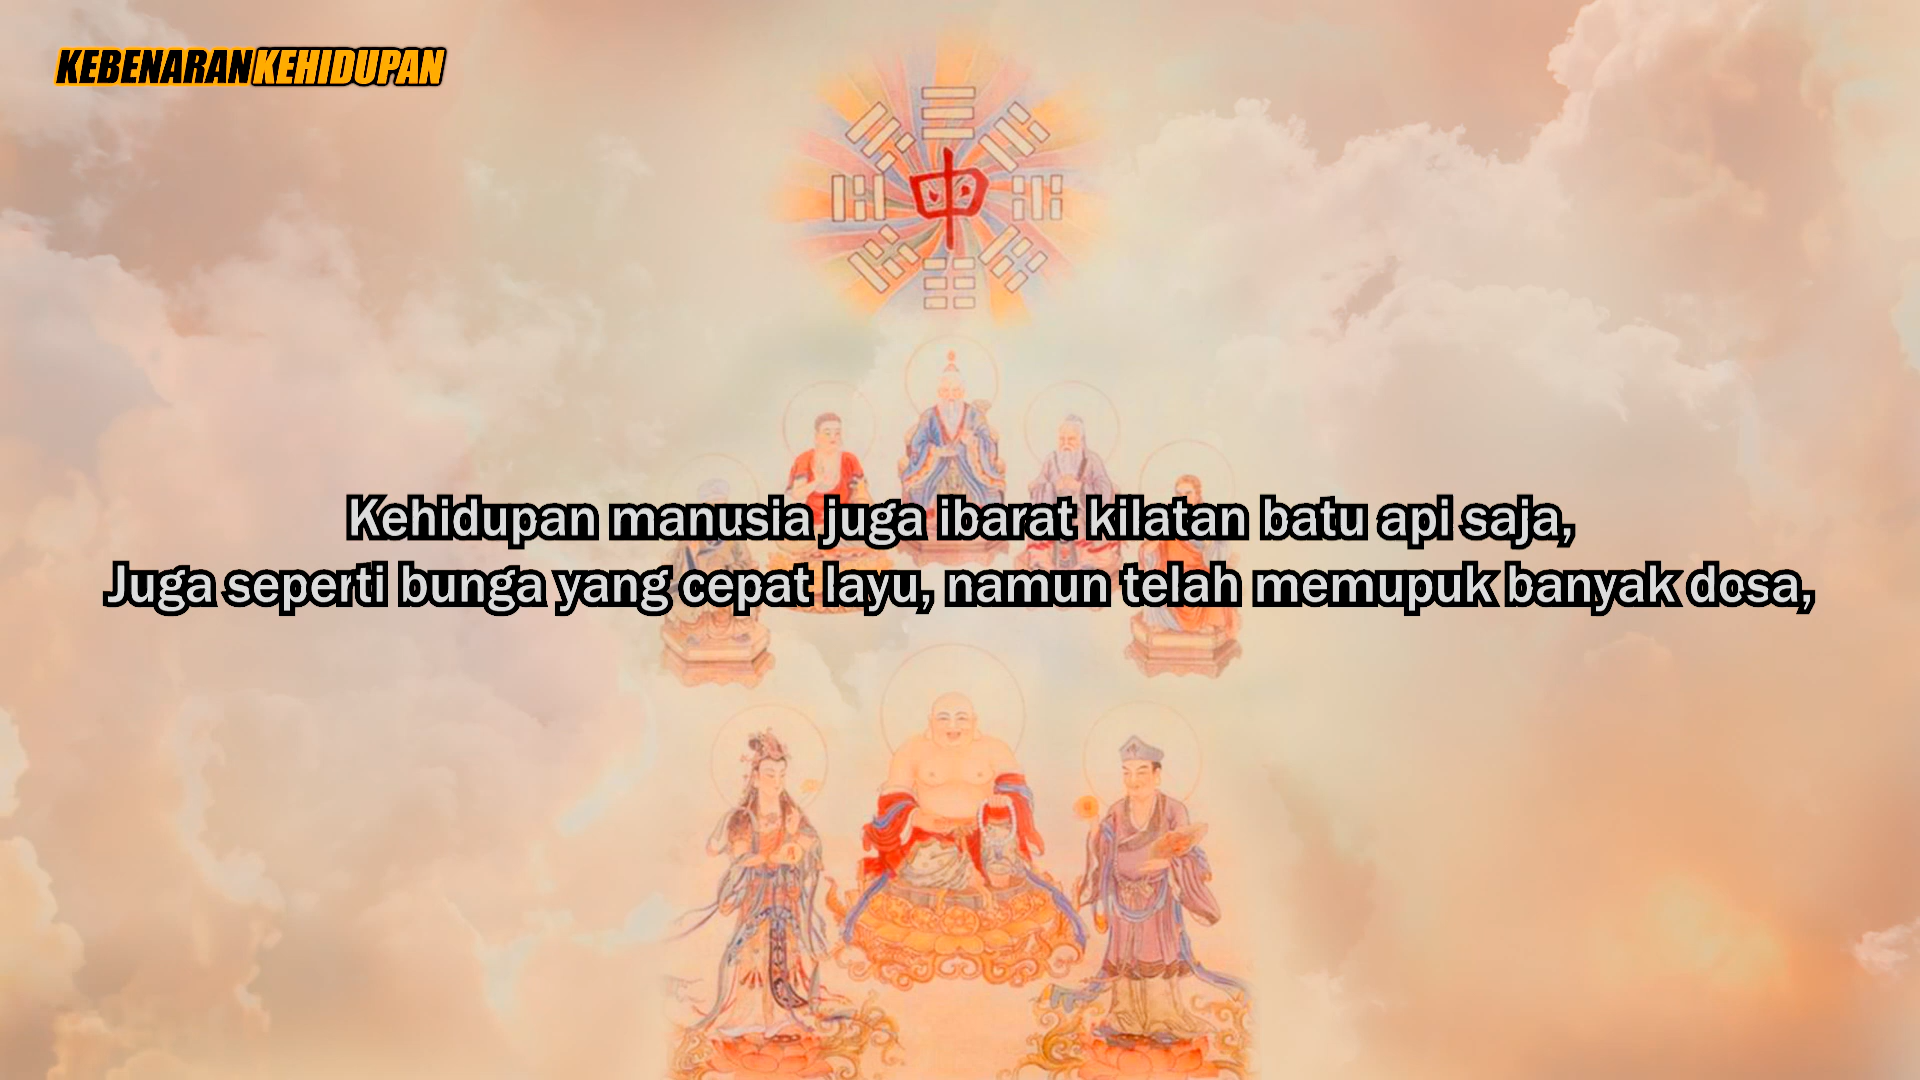 KEBENARANKEHIDUPAN
中
Kehidupan manusia juga ibarat kilatan batu api saja,
Juga seperti bunga yang cepat layu, namun telah memupuk banyak dosa,